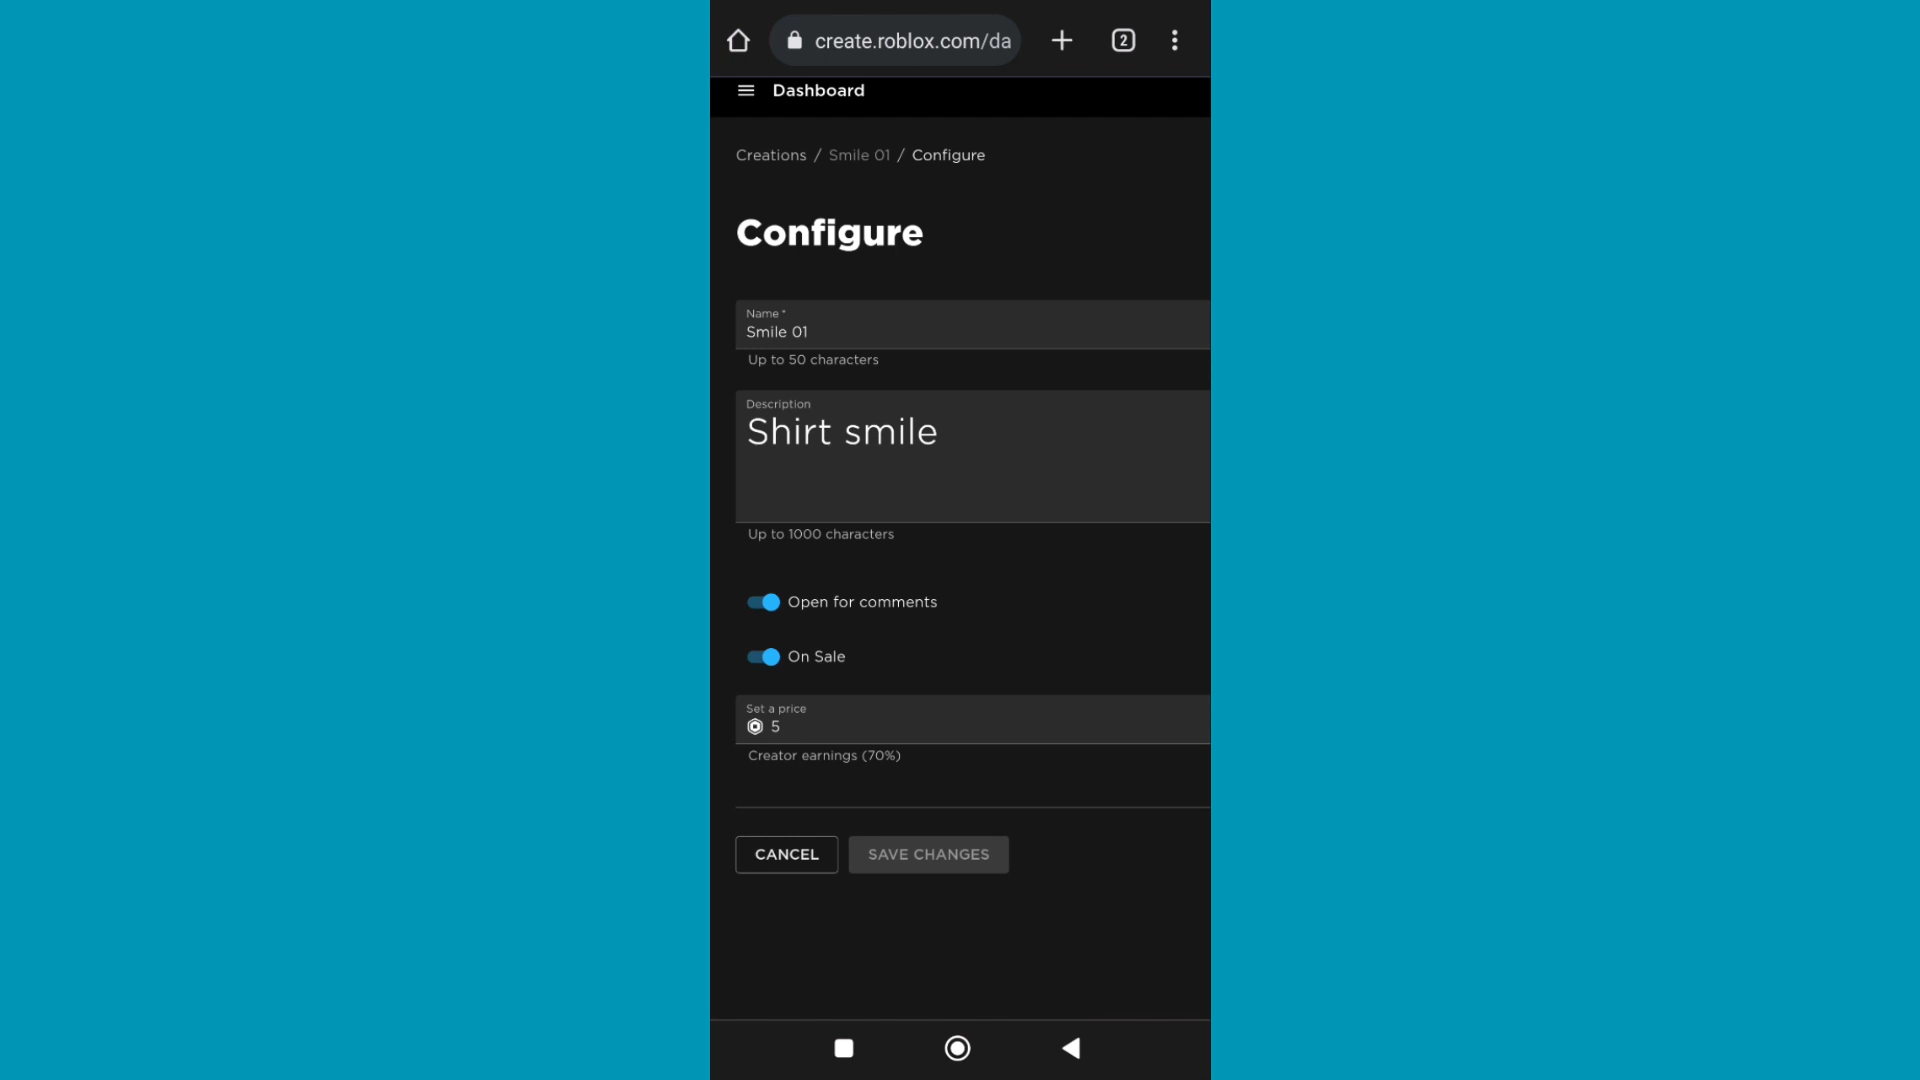 create.roblox.com/da
2
Dashboard
Creations / Smile 01 / Configure
Configure
Name *
Smile 01
Up to 50 characters
Description
Shirt smile
Up to 1000 characters
Open for comments
On Sale
Set a price
5
Creator earnings (70%)
CANCEL SAVE CHANGES